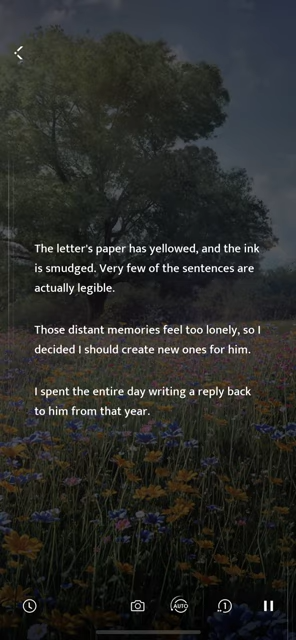 The letter's paper has yellowed, and the ink
is smudged. Very few of the sentences are
actually legible.
Those distant memories feel too lonely, so I
decided I should create new ones for him.
I spent the entire day writing a reply back
to him from that year.
AUTO
1